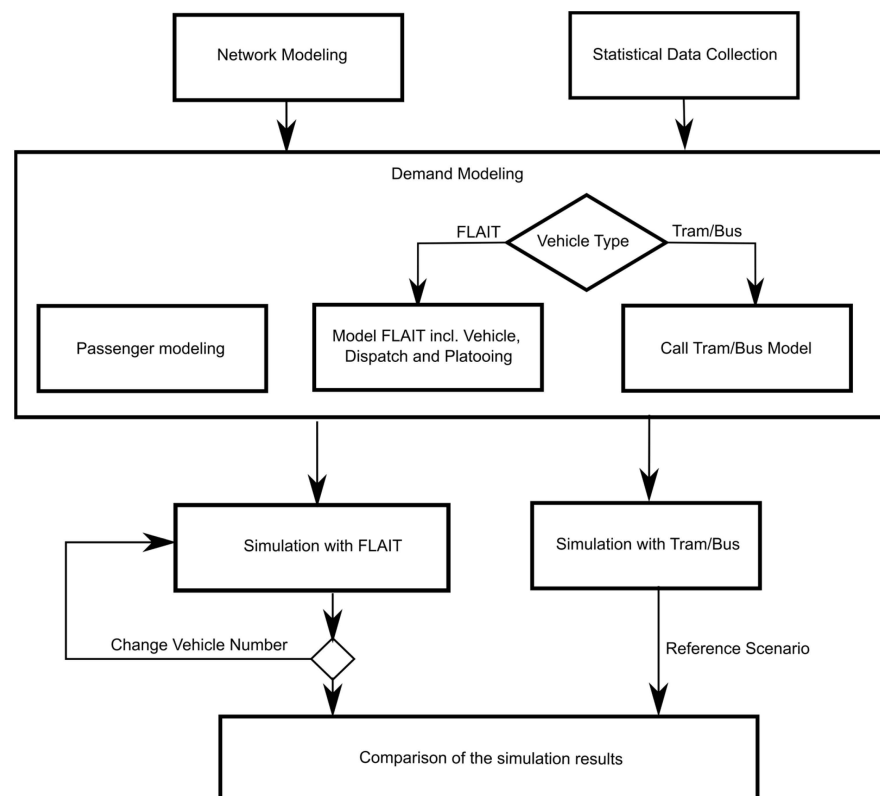 Network Modeling
Statistical Data Collection
Demand Modeling
FLAIT
Vehicle Type
Tram/Bus
Passenger modeling
Model FLAIT incl. Vehicle,
Dispatch and Platooing
Call Tram/Bus Model
Simulation with FLAIT
Simulation with Tram/Bus
Change Vehicle Number
Reference Scenario
Comparison of the simulation results